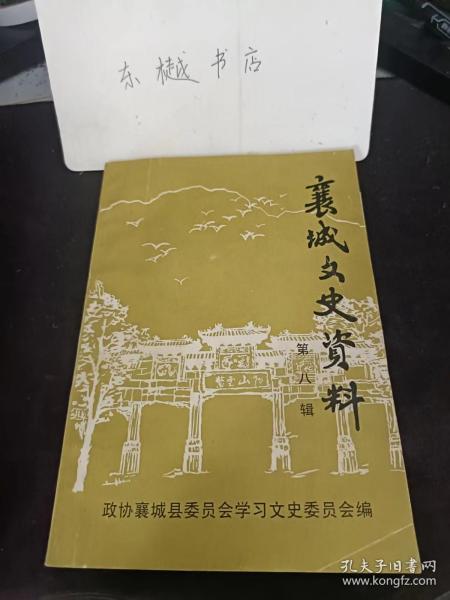 东樾书店
襄城文史资料
第八辑
政协襄城县委员会学习文史委员会编
孔夫子旧书网
www.kongfz.com